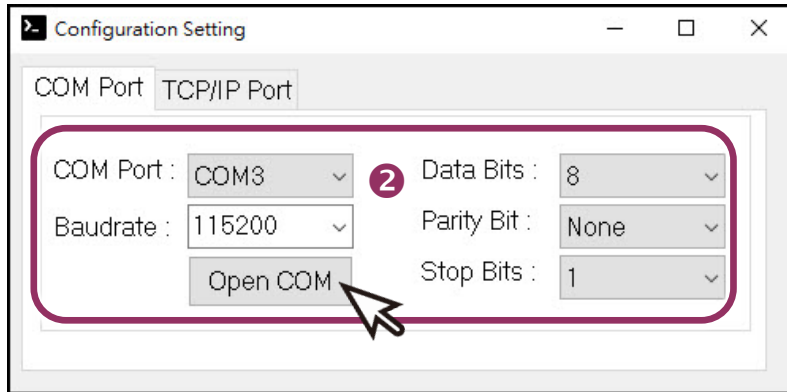 Configuration Setting
COM Port TCP/IP Port
COM Port : COM3 ❷ Data Bits : 8
Baudrate : 115200 Parity Bit : None
Open COM Stop Bits : 1